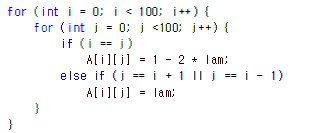 for (int i = 0; i < 100; i++) {
for (int j = 0; j <100; j++) {
if (i == j)
A[i][j] = 1 - 2 * lam;
else if (j == i + 1 || j == i - 1)
A[i][j] = lam;
}
}